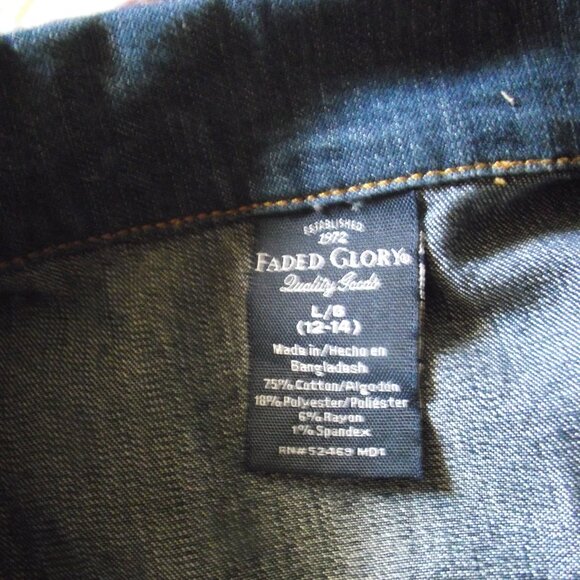 ESTABLISHED
1972
FADED GLORY®
Quality Goods
L/G
(12-14)
Made in/Hecho en
Bangladesh
75% Cotton/Algodón
18% Polyester/Poliéster
6% Rayon
1% Spandex
RN# 52469 MD1